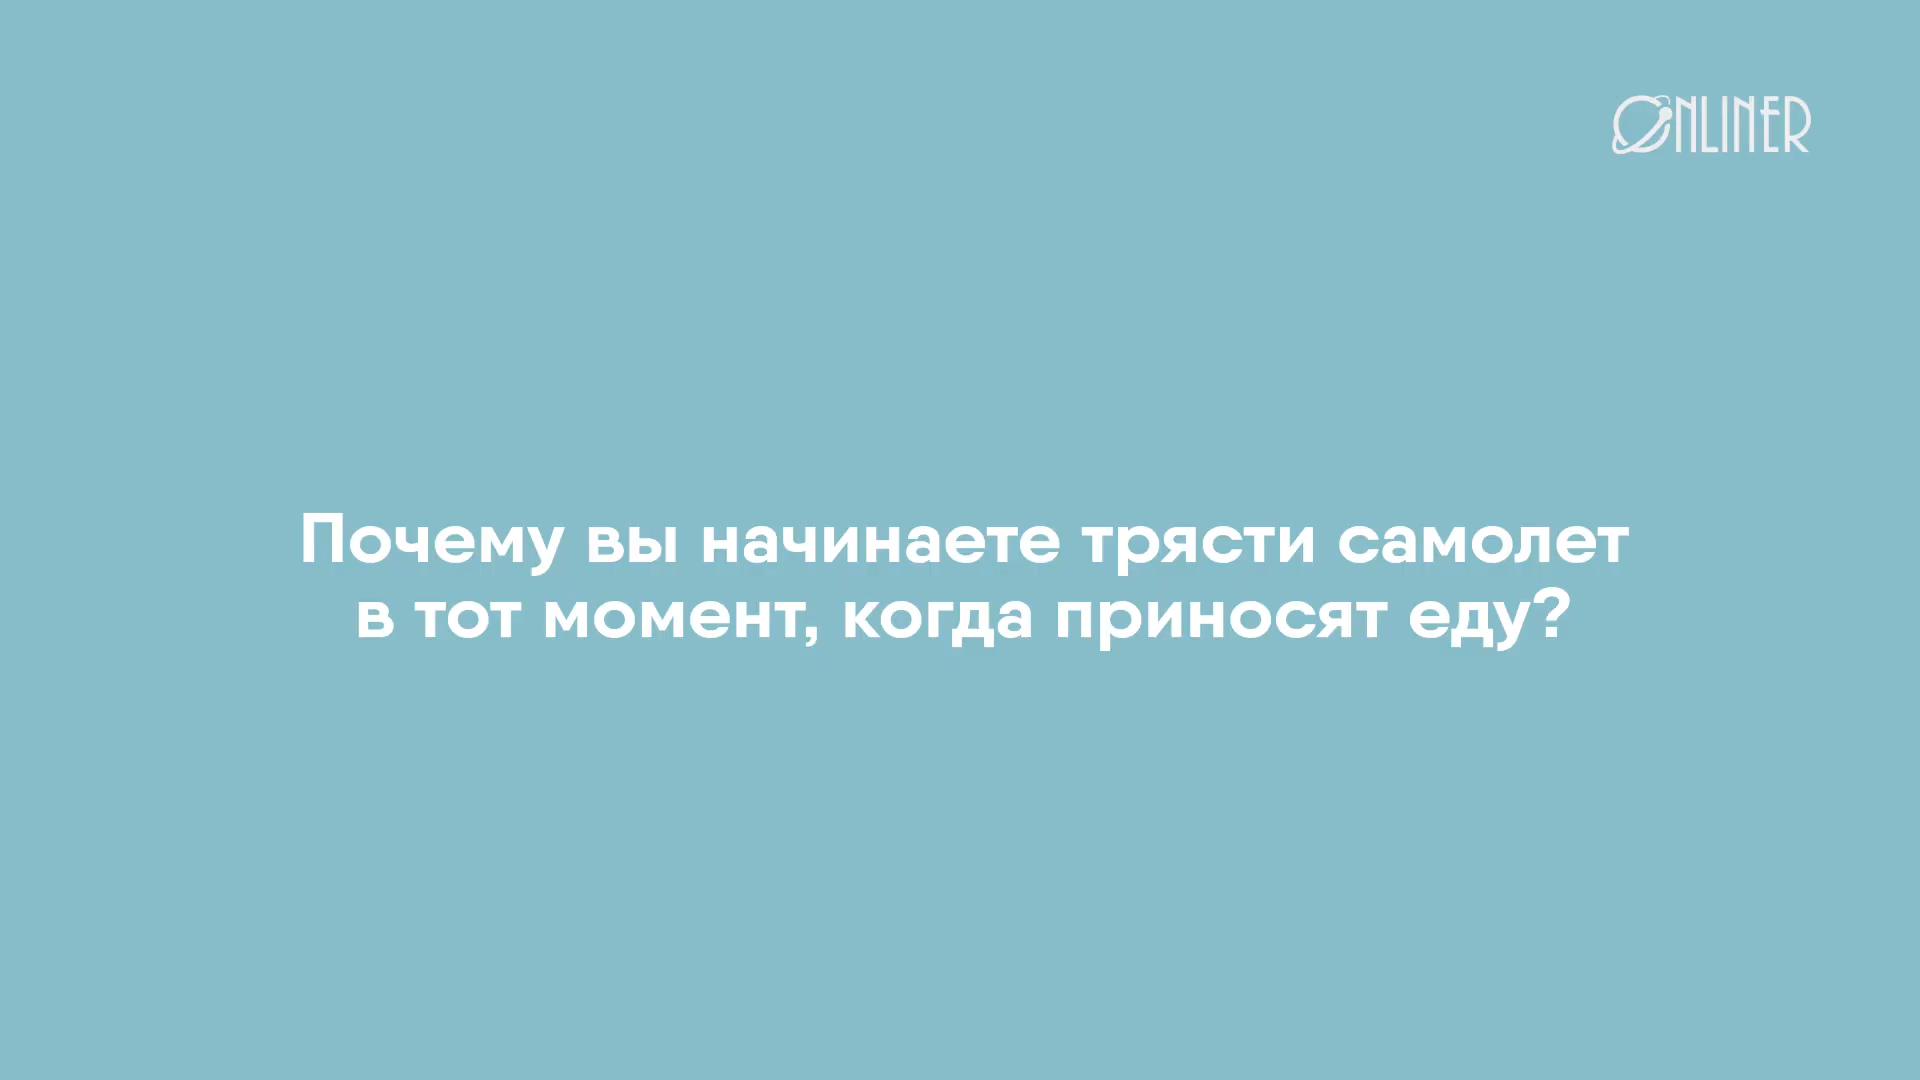 ONLINER
Почему вы начинаете трясти самолет
в тот момент, когда приносят еду?